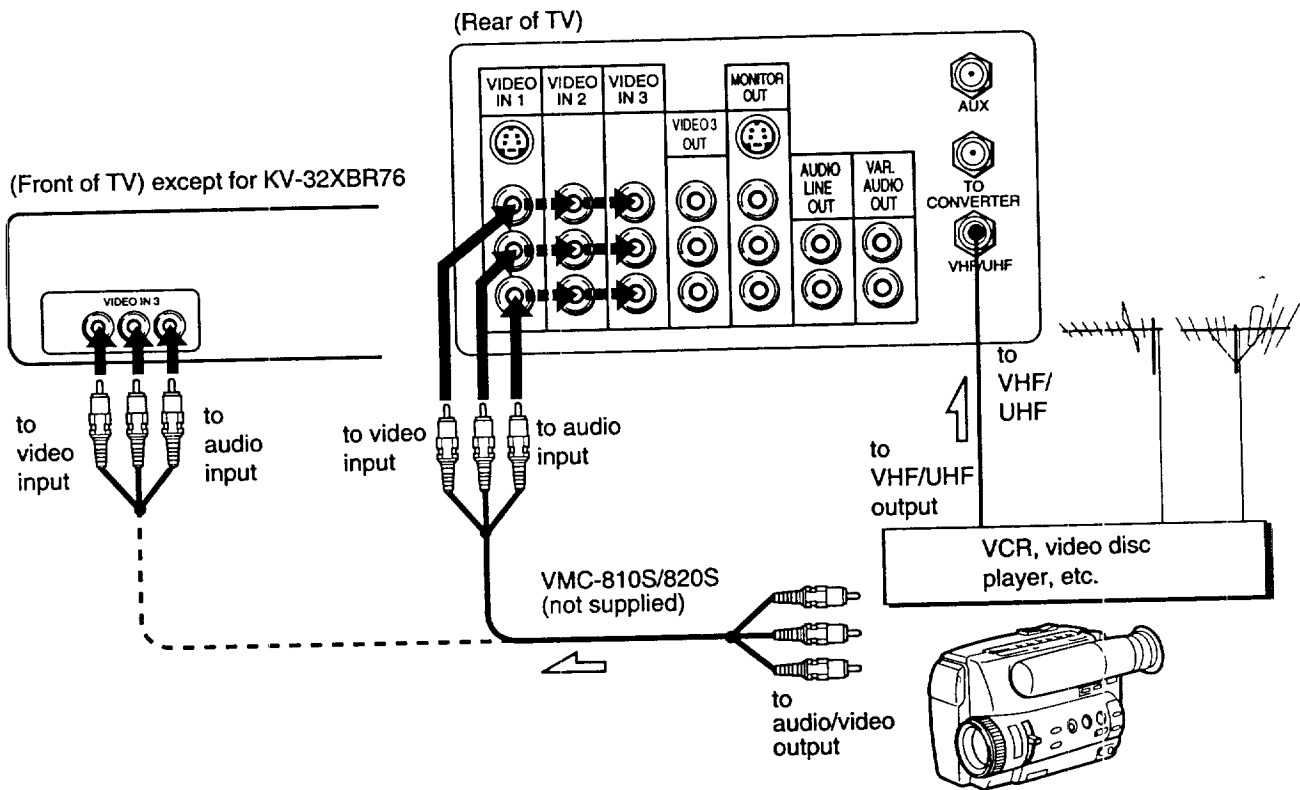 (Rear of TV)
VIDEO
IN 1
VIDEO
IN 2
VIDEO
IN 3
MONITOR
OUT
VIDEO 3
OUT
AUDIO
LINE
OUT
VAR.
AUDIO
OUT
AUX
TO
CONVERTER
VHF/UHF
(Front of TV) except for KV-32XBR76
VIDEO IN 3
to
video
input
to
audio
input
to video
input
to audio
input
to
VHF/
UHF
to
VHF/UHF
output
VCR, video disc
player, etc.
VMC-810S/820S
(not supplied)
to
audio/video
output